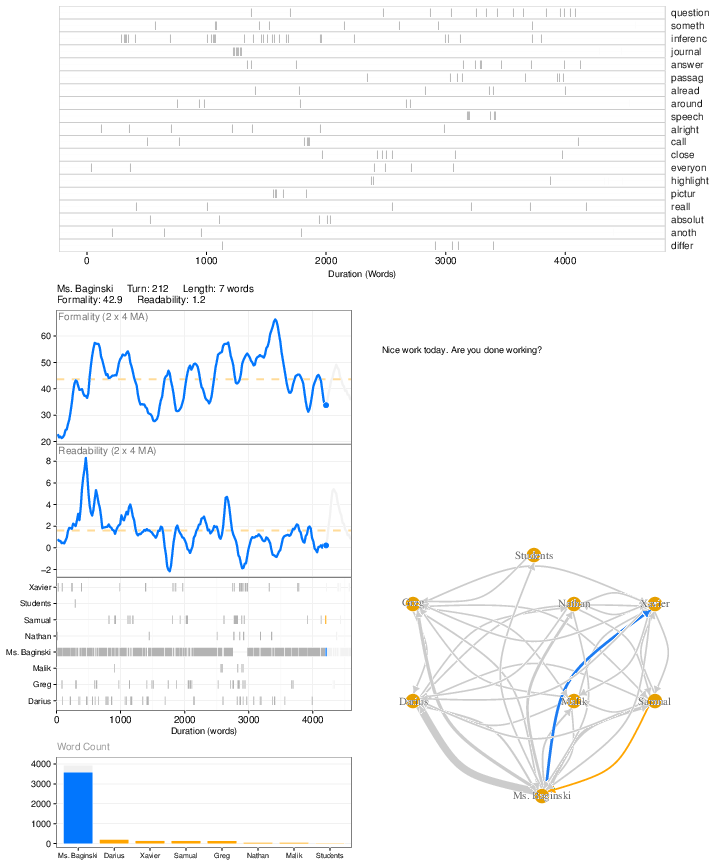 question
someth
inferenc
journal
answer
passag
alread
around
speech
alright
call
close
everyon
highlight
pictur
reall
absolut
anoth
differ
0 1000 2000 3000 4000
Duration (Words)
Ms. Baginski Turn: 212 Length: 7 words
Formality: 42.9 Readability: 1.2
Formality (2 x 4 MA)
60
50
40
30
20
Nice work today. Are you done working?
Readability (2 x 4 MA)
8
6
4
2
0
−2
Xavier
Students
Samual
Nathan
Ms. Baginski
Malik
Greg
Darius
0 1000 2000 3000 4000
Duration (words)
Students
Greg Nathan Xavier
Darius Malik Samual
Ms. Baginski
Word Count
4000
3000
2000
1000
0
Ms. Baginski Darius Xavier Samual Greg Nathan Malik Students